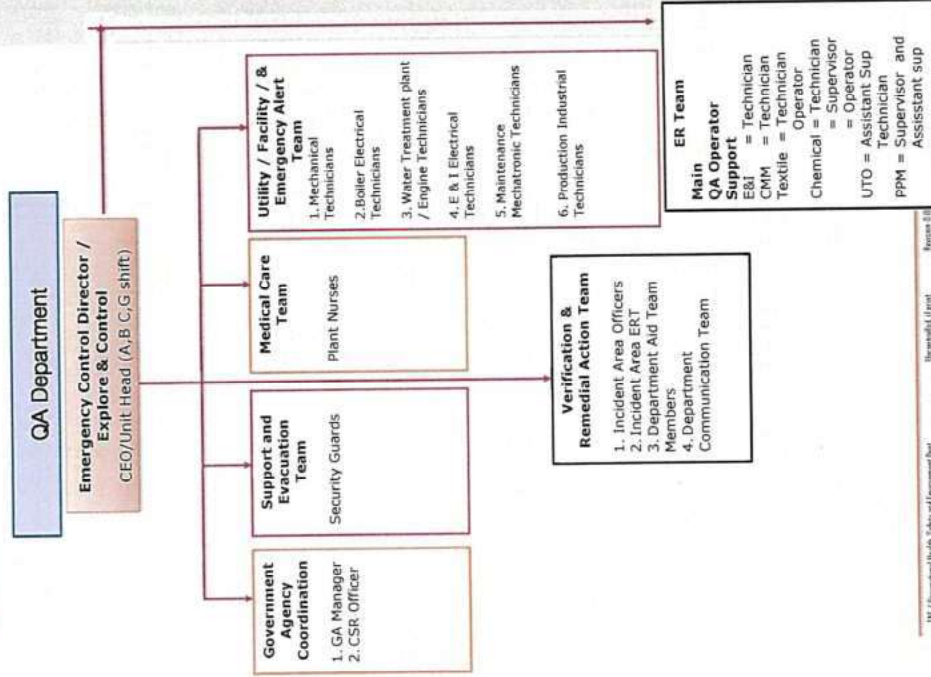 QA Department
Emergency Control Director /
Explore & Control
CEO/Unit Head (A,B C,G shift)
Government
Agency
Coordination
1. GA Manager
2. CSR Officer
Support and
Evacuation
Team
Security Guards
Medical Care
Team
Plant Nurses
Utility / Facility / &
Emergency Alert
Team
1.Mechanical
Technicians
2.Boiler Electrical
Technicians
3. Water Treatment plant
/ Engine Technicians
4. E & I Electrical
Technicians
5. Maintenance
Mechatronic Technicians
6. Production Industrial
Technicians
Verification &
Remedial Action Team
1. Incident Area Officers
2. Incident Area ERT
3. Department Aid Team
Members
4. Department
Communication Team
ER Team
Main
QA Operator
Support
E&I = Technician
CMM = Technician
Textile = Technician
Operator
Chemical = Technician
= Supervisor
= Operator
UTO = Assistant Sup
Technician
PPM = Supervisor and
Assisstant sup